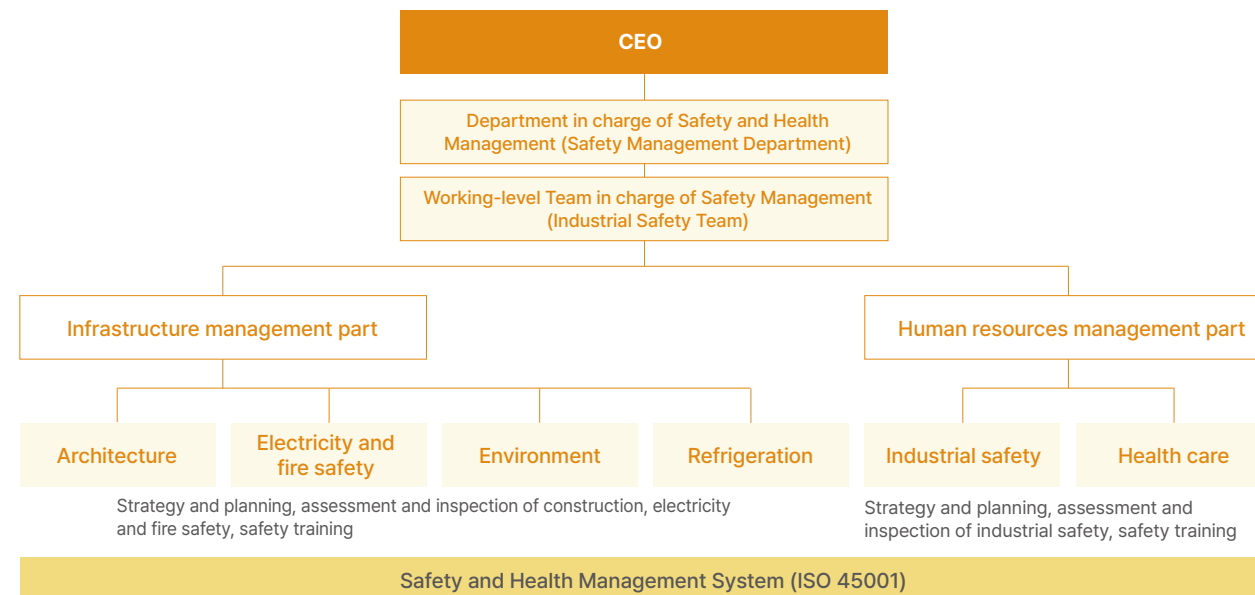 CEO
Department in charge of Safety and Health
Management (Safety Management Department)
Working-level Team in charge of Safety Management
(Industrial Safety Team)
Infrastructure management part
Human resources management part
Architecture
Electricity and
fire safety
Environment
Refrigeration
Industrial safety
Health care
Strategy and planning, assessment and inspection of construction, electricity
and fire safety, safety training
Strategy and planning, assessment and
inspection of industrial safety, safety training
Safety and Health Management System (ISO 45001)